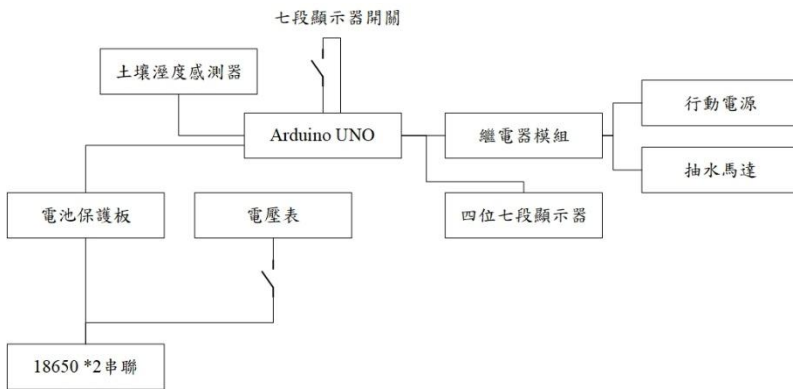 七段顯示器開關
土壤溼度感測器
行動電源
Arduino UNO
繼電器模組
抽水馬達
電池保護板
電壓表
四位七段顯示器
18650 *2串聯